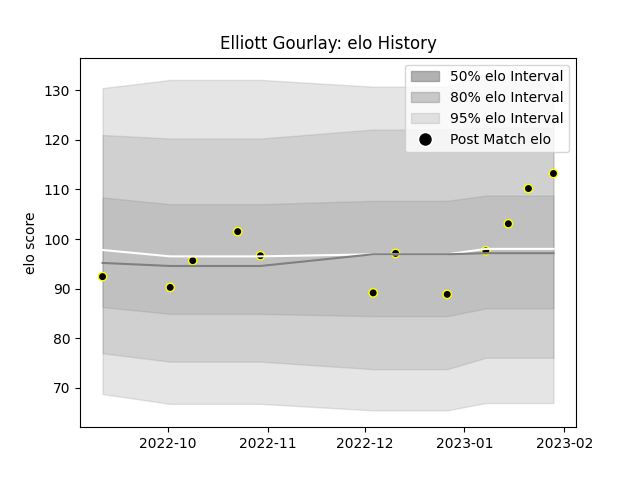 Elliott Gourlay: elo History
50% elo Interval
80% elo Interval
95% elo Interval
Post Match elo
elo score
130
120
110
100
90
80
70
2022-10
2022-11
2022-12
2023-01
2023-02